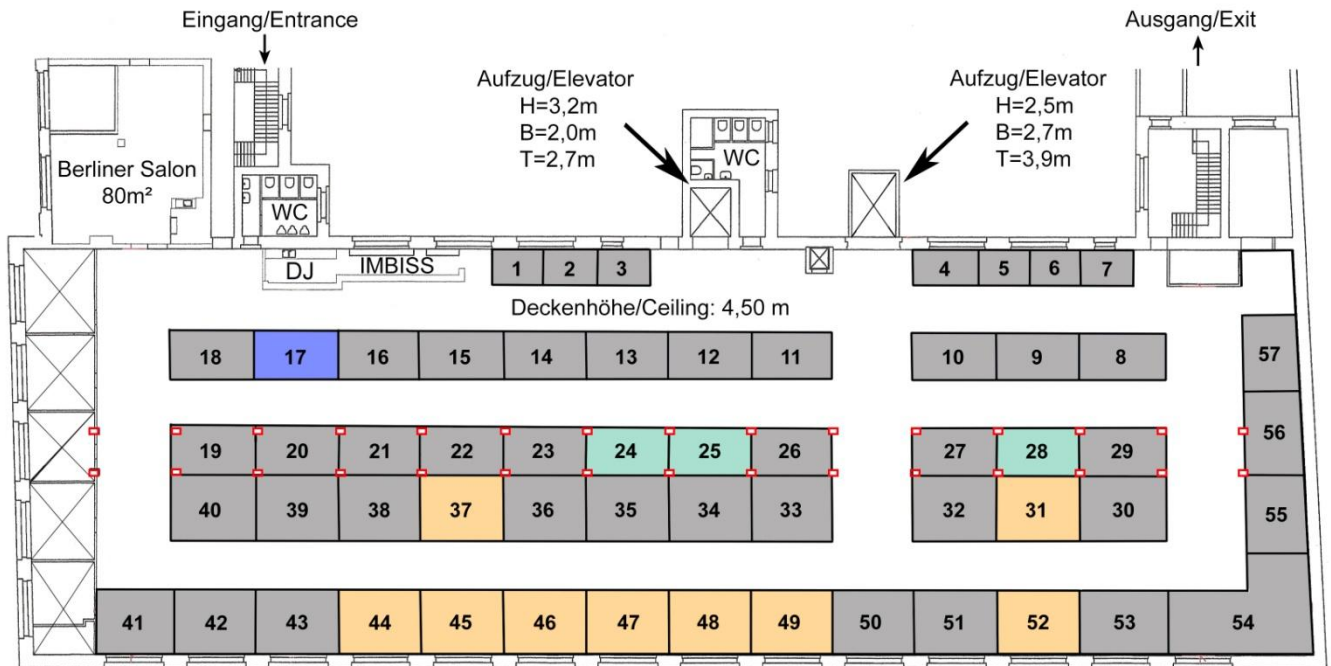 Eingang/Entrance
Ausgang/Exit
Aufzug/Elevator
H=3,2m
B=2,0m
T=2,7m
Aufzug/Elevator
H=2,5m
B=2,7m
T=3,9m
Berliner Salon
80m²
WC
WC
DJ
IMBISS
1 2 3
4 5 6 7
Deckenhöhe/Ceiling: 4,50 m
18 17 16 15 14 13 12 11 10 9 8
57
19 20 21 22 23 24 25 26 27 28 29
56
40 39 38 37 36 35 34 33 32 31 30
55
41 42 43 44 45 46 47 48 49 50 51 52 53 54